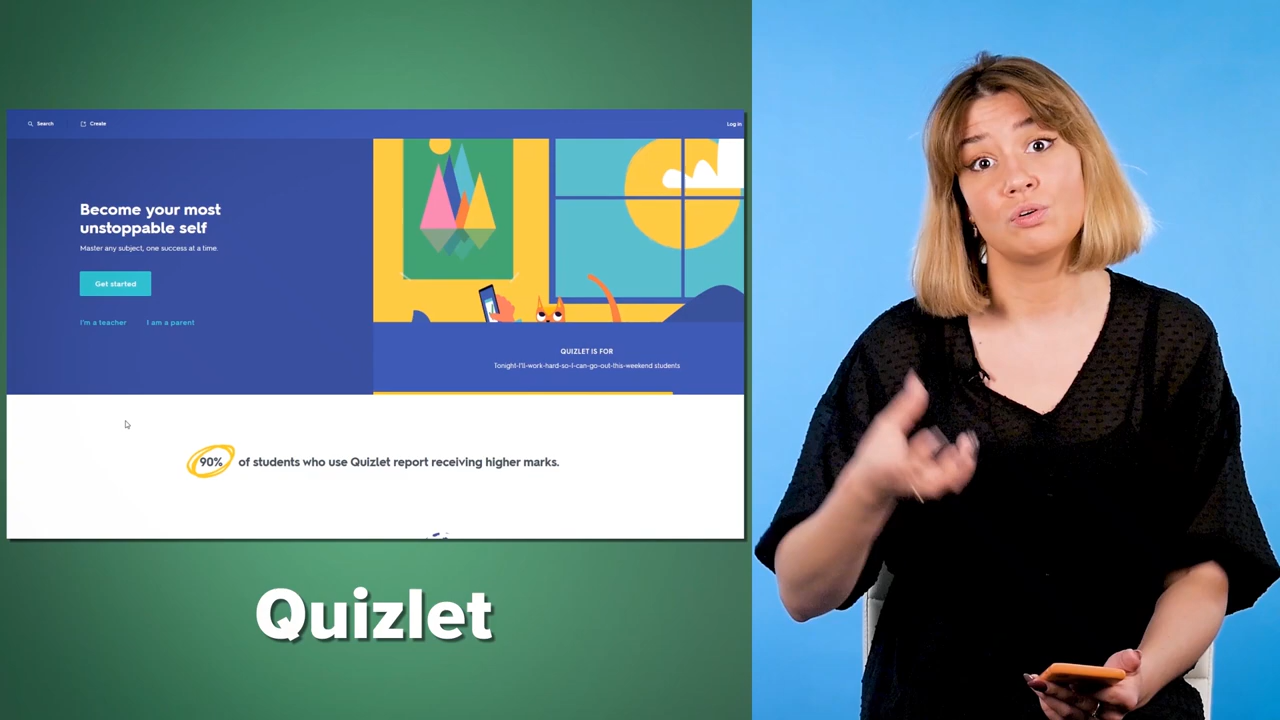 Search
Create
Log in
Become your most
unstoppable self
Master any subject, one success at a time.
Get started
I'm a teacher
I am a parent
QUIZLET IS FOR
Tonight-I'll-work-hard-so-I-can-go-out-this-weekend students
90% of students who use Quizlet report receiving higher marks.
Quizlet